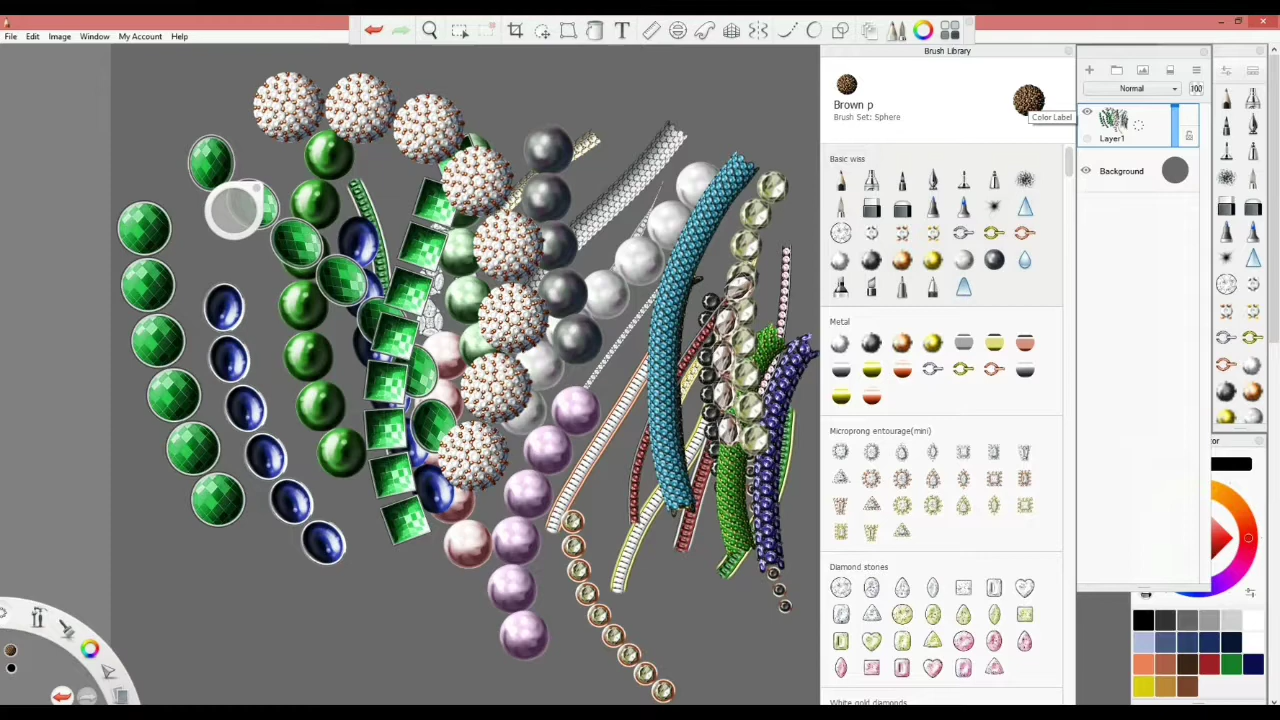 File Edit Image Window My Account Help
Brush Library
Brown p
Brush Set: Sphere
Color Label
Normal
100
Layer1
Background
Basic wiss
Metal
Microprong entourage(mini)
Diamond stones
White gold diamonds
or